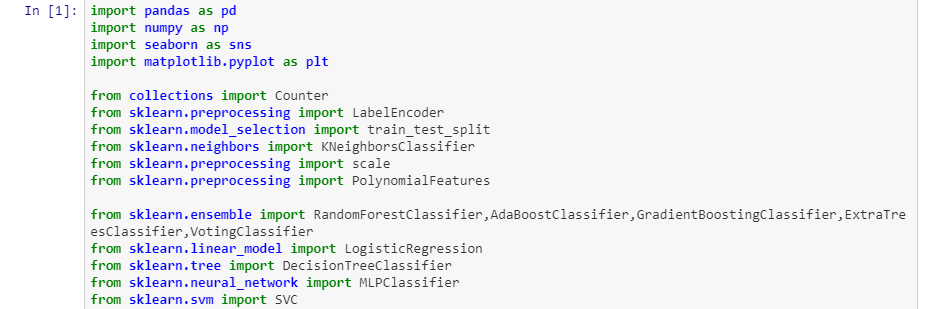 In [1]: import pandas as pd
import numpy as np
import seaborn as sns
import matplotlib.pyplot as plt
from collections import Counter
from sklearn.preprocessing import LabelEncoder
from sklearn.model_selection import train_test_split
from sklearn.neighbors import KNeighborsClassifier
from sklearn.preprocessing import scale
from sklearn.preprocessing import PolynomialFeatures
from sklearn.ensemble import RandomForestClassifier,AdaBoostClassifier,GradientBoostingClassifier,ExtraTre
esClassifier,VotingClassifier
from sklearn.linear_model import LogisticRegression
from sklearn.tree import DecisionTreeClassifier
from sklearn.neural_network import MLPClassifier
from sklearn.svm import SVC